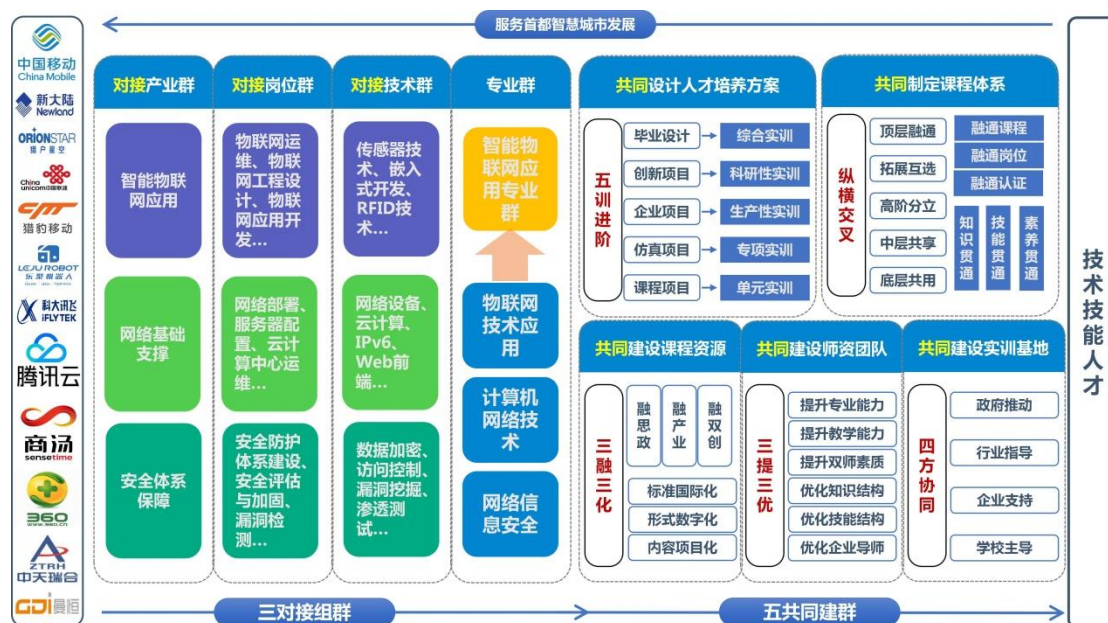 服务首都智慧城市发展
中国移动
China Mobile
新大陆
Newland
ORIONSTAR
猎户星空
China
unicom中国联通
猎豹移动
LEJU ROBOT
乐聚机器人
科大讯飞
iFLYTEK
腾讯云
商汤
sensetime
360
www.360.cn
ZTRH
中天瑞合
GDI曼恒
对接产业群
智能物联
网应用
网络基础
支撑
安全体系
保障
对接岗位群
物联网运
维、物联
网工程设
计、物联
网应用开
发...
网络部署、
服务器配
置、云计
算中心运
维...
安全防护
体系建设、
安全评估
与加固、
漏洞检
测...
对接技术群
传感器技
术、嵌入
式开发、
RFID技
术...
网络设备、
云计算、
IPv6、
Web前
端...
数据加密、
访问控制、
漏洞挖掘、
渗透测
试...
专业群
智能物
联网应
用专业
群
物联网
技术应
用
计算机
网络技
术
网络信
息安全
共同设计人才培养方案
五训进阶
毕业设计
综合实训
创新项目
科研性实训
企业项目
生产性实训
仿真项目
专项实训
课程项目
单元实训
共同制定课程体系
纵横交叉
顶层融通
拓展互选
高阶分立
中层共享
底层共用
融通课程
融通岗位
融通认证
知识贯通
技能贯通
素养贯通
共同建设课程资源
三融三化
融思政
融产业
融双创
标准国际化
形式数字化
内容项目化
共同建设师资团队
三提三优
提升专业能力
提升教学能力
提升双师素质
优化知识结构
优化技能结构
优化企业导师
共同建设实训基地
四方协同
政府推动
行业指导
企业支持
学校主导
技术技能人才
三对接组群
五共同建群